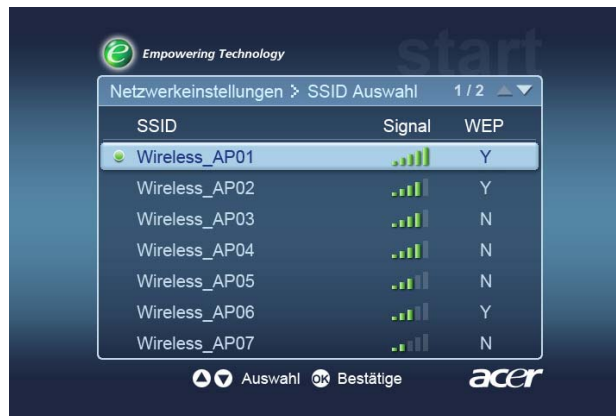 Empowering Technology
start
Netzwerkeinstellungen > SSID Auswahl 1 / 2
SSID Signal WEP
Wireless_AP01 Y
Wireless_AP02 Y
Wireless_AP03 N
Wireless_AP04 N
Wireless_AP05 N
Wireless_AP06 Y
Wireless_AP07 N
Auswahl OK Bestätige
acer